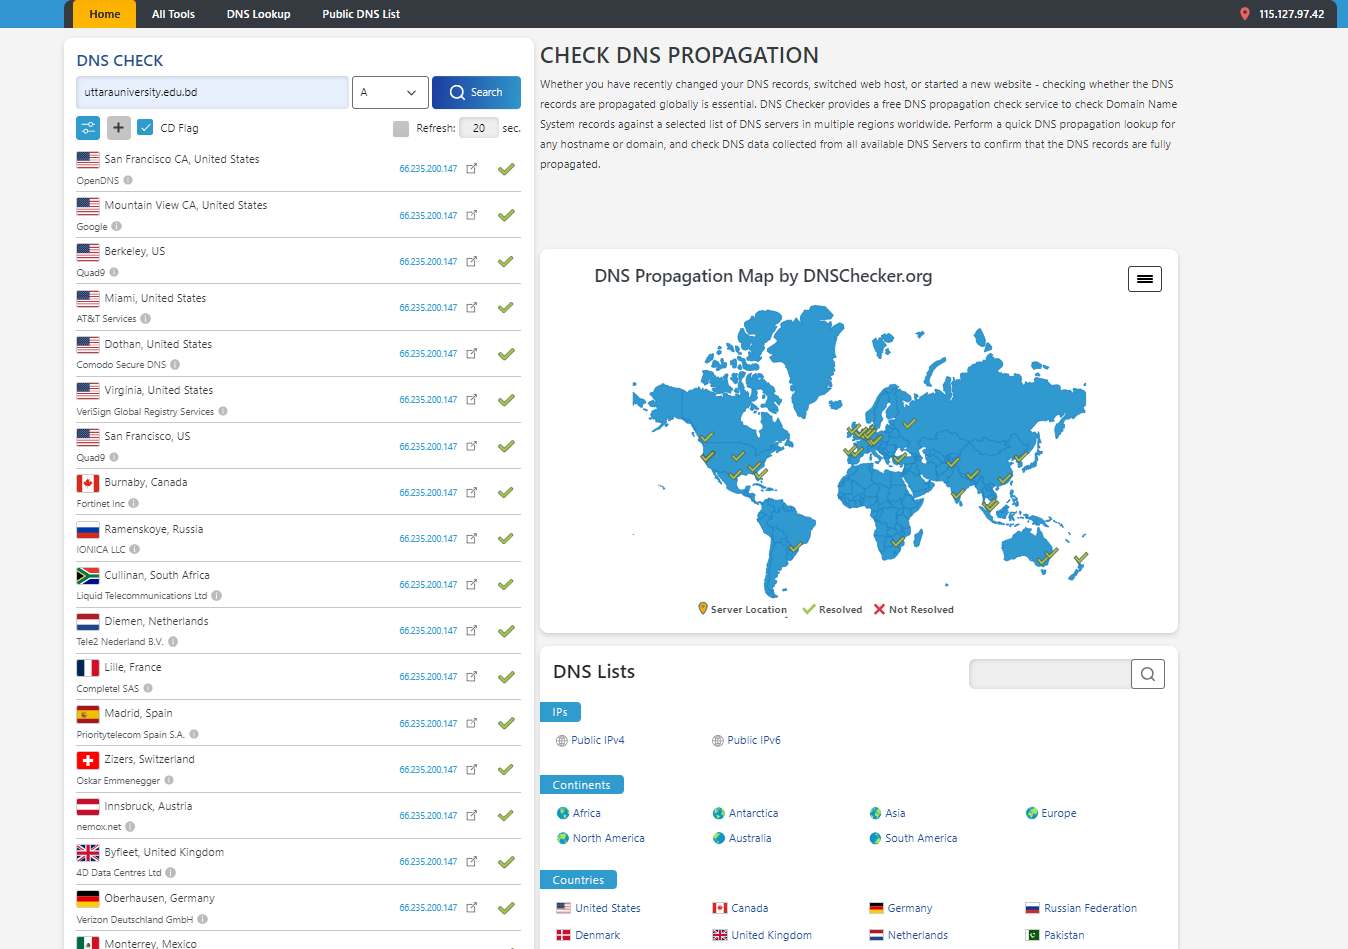 Home All Tools DNS Lookup Public DNS List 115.127.97.42
DNS CHECK
uttarauniversity.edu.bd A Search
CD Flag Refresh: 20 sec.
San Francisco CA, United States
OpenDNS
66.235.200.147
Mountain View CA, United States
Google
66.235.200.147
Berkeley, US
Quad9
66.235.200.147
Miami, United States
AT&T Services
66.235.200.147
Dothan, United States
Comodo Secure DNS
66.235.200.147
Virginia, United States
VeriSign Global Registry Services
66.235.200.147
San Francisco, US
Quad9
66.235.200.147
Burnaby, Canada
Fortinet Inc
66.235.200.147
Ramenskoye, Russia
IONICA LLC
66.235.200.147
Cullinan, South Africa
Liquid Telecommunications Ltd
66.235.200.147
Diemen, Netherlands
Tele2 Nederland B.V.
66.235.200.147
Lille, France
Completel SAS
66.235.200.147
Madrid, Spain
Prioritytelecom Spain S.A.
66.235.200.147
Zizers, Switzerland
Oskar Emmenegger
66.235.200.147
Innsbruck, Austria
nemox.net
66.235.200.147
Byfleet, United Kingdom
4D Data Centres Ltd
66.235.200.147
Oberhausen, Germany
Verizon Deutschland GmbH
66.235.200.147
Monterrey, Mexico
CHECK DNS PROPAGATION
Whether you have recently changed your DNS records, switched web host, or started a new website - checking whether the DNS
records are propagated globally is essential. DNS Checker provides a free DNS propagation check service to check Domain Name
System records against a selected list of DNS servers in multiple regions worldwide. Perform a quick DNS propagation lookup for
any hostname or domain, and check DNS data collected from all available DNS Servers to confirm that the DNS records are fully
propagated.
DNS Propagation Map by DNSChecker.org
Server Location Resolved Not Resolved
DNS Lists
IPs
Public IPv4 Public IPv6
Continents
Africa Antarctica Asia Europe
North America Australia South America
Countries
United States Canada Germany Russian Federation
Denmark United Kingdom Netherlands Pakistan